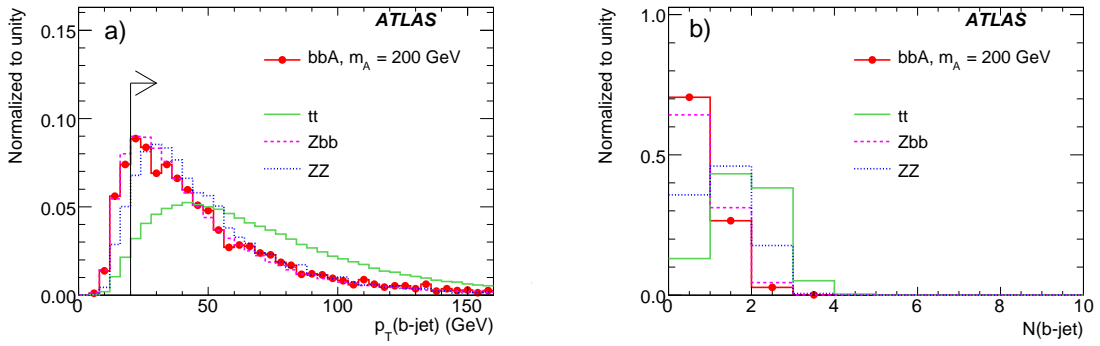 Normalized to unity
0.15
0.10
0.05
0.00
a)
ATLAS
bbA, m_A = 200 GeV
tt
Zbb
ZZ
50
100
150
p_T(b-jet) (GeV)
Normalized to unity
1.0
0.5
0.0
b)
ATLAS
bbA, m_A = 200 GeV
tt
Zbb
ZZ
0
2
4
6
8
10
N(b-jet)